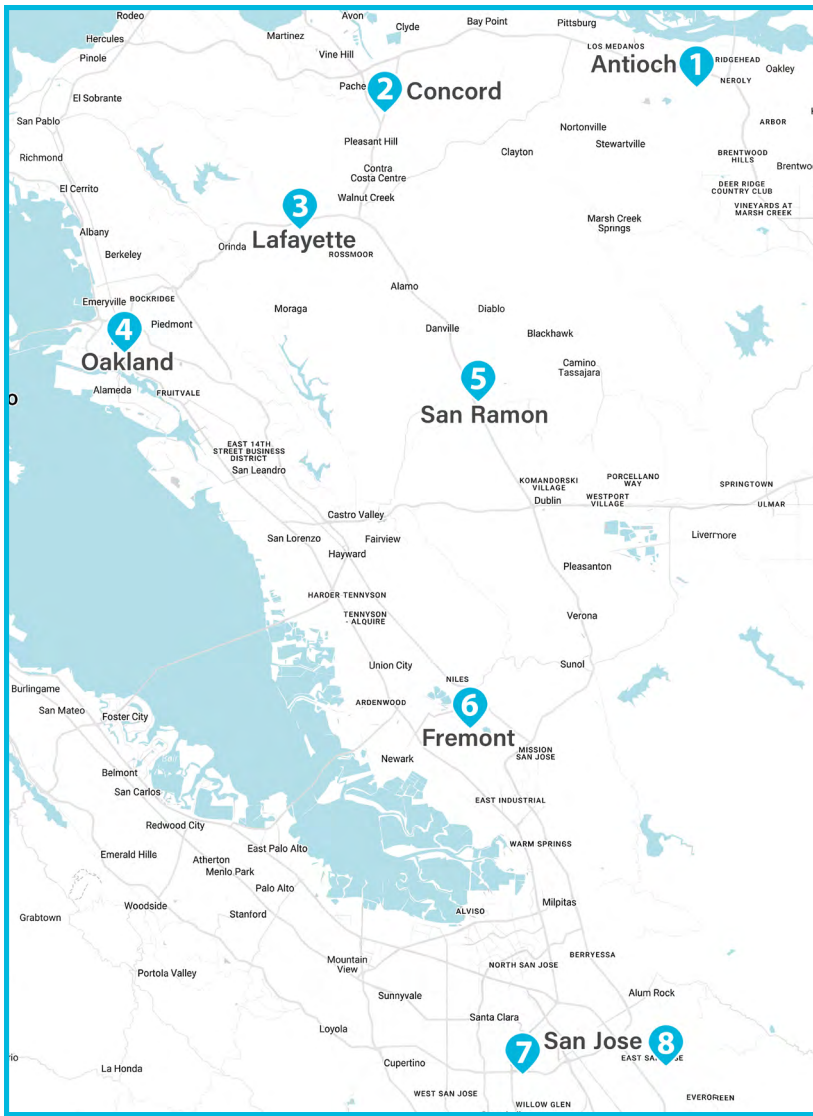 Rodeo
Avon
Clyde
Bay Point
Pittsburg
Hercules
Martinez
LOS MEDANOS
Pinole
Vine Hill
Antioch
1
RIDGEHEAD
Oakley
NEROLY
Pache
2
Concord
El Sobrante
San Pablo
ARBOR
Nortonville
Pleasant Hill
Stewartville
Clayton
Richmond
BRENTWOOD
HILLS
Brentwoo
Contra
Costa Centre
El Cerrito
DEER RIDGE
COUNTRY CLUB
Walnut Creek
3
VINEYARDS AT
MARSH CREEK
Marsh Creek
Springs
Albany
Lafayette
Orinda
Berkeley
ROSSMOOR
Alamo
Emeryville
BOCKRIDGE
Moraga
Diablo
4
Piedmont
Danville
Blackhawk
Oakland
Camino
Tassajara
5
Alameda
FRUITVALE
o
San Ramon
EAST 14TH
STREET BUSINESS
DISTRICT
San Leandro
KOMANDORSKI
VILLAGE
PORCELLANO
WAY
SPRINGTOWN
Dublin
WESTPORT
VILLAGE
ULMAR
Castro Valley
San Lorenzo
Fairview
Livermore
Hayward
Pleasanton
HARDER TENNYSON
TENNYSON
- ALQUIRE
Verona
Union City
Sunol
NILES
Burlingame
ARDENWOOD
6
San Mateo
Foster City
Fremont
MISSION
SAN JOSE
Newark
Belmont
San Carlos
EAST INDUSTRIAL
Redwood City
East Palo Alto
WARM SPRINGS
Emerald Hille
Atherton
Menlo Park
Palo Alto
Woodside
Milpitas
Grabtown
Stanford
ALVISO
BERRYESSA
Mountain
View
NORTH SAN JOSE
Portola Valley
Sunnyvale
Alum Rock
Santa Clara
Loyola
San Jose
7
8
EAST SA SE
rio
Cupertino
La Honda
WEST SAN JOSE
WILLOW GLEN
EVERGREEN